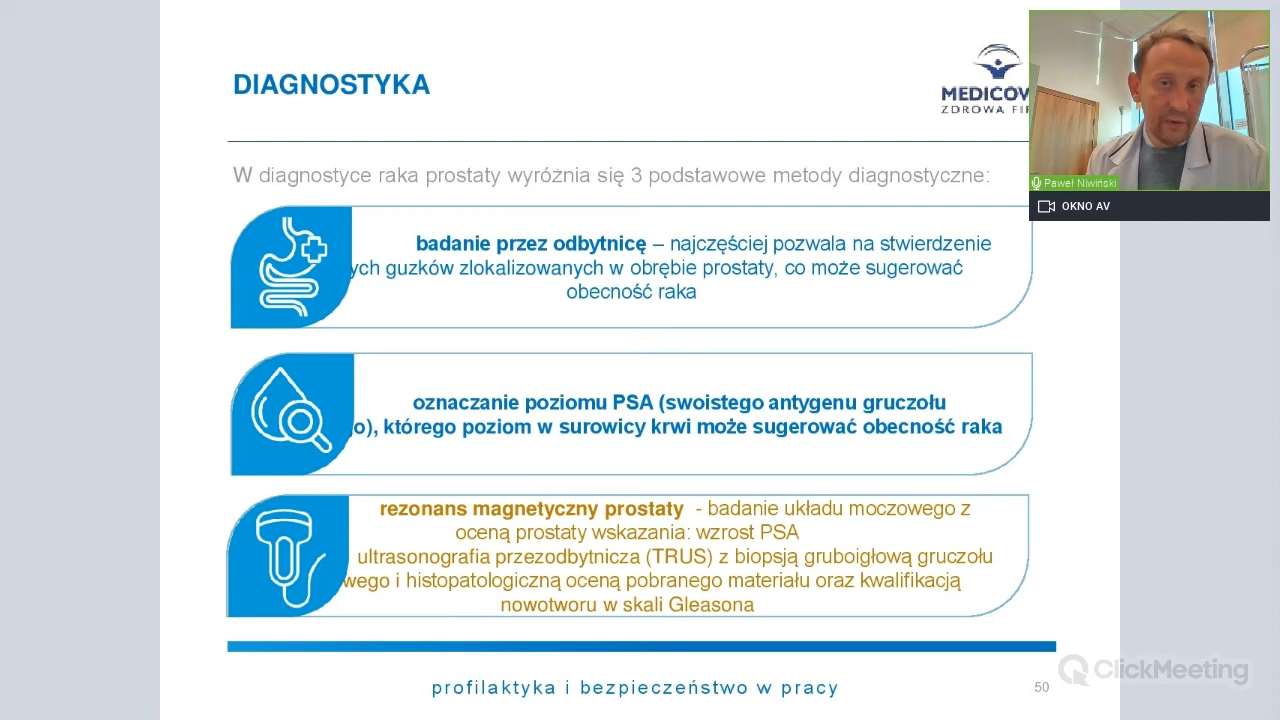 DIAGNOSTYKA
MEDICOV
ZDROWA FI
Paweł Niwiński
OKNO AV
W diagnostyce raka prostaty wyróżnia się 3 podstawowe metody diagnostyczne:
badanie przez odbytnicę – najczęściej pozwala na stwierdzenie
ych guzków zlokalizowanych w obrębie prostaty, co może sugerować
obecność raka
oznaczanie poziomu PSA (swoistego antygenu gruczołu
o), którego poziom w surowicy krwi może sugerować obecność raka
rezonans magnetyczny prostaty - badanie układu moczowego z
oceną prostaty wskazania: wzrost PSA
ultrasonografia przezodbytnicza (TRUS) z biopsją gruboigłową gruczołu
wego i histopatologiczną oceną pobranego materiału oraz kwalifikacją
nowotworu w skali Gleasona
profilaktyka i bezpieczeństwo w pracy
50
ClickMeeting